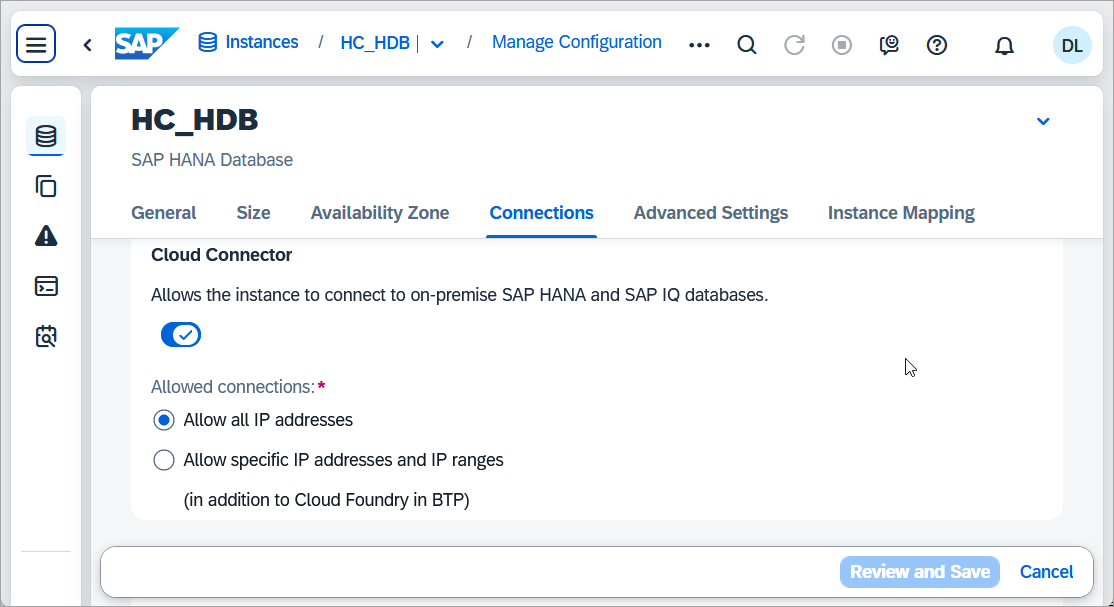 SAP Instances / HC_HDB | / Manage Configuration ... DL
HC_HDB
SAP HANA Database
General Size Availability Zone Connections Advanced Settings Instance Mapping
Cloud Connector
Allows the instance to connect to on-premise SAP HANA and SAP IQ databases.
Allowed connections:*
Allow all IP addresses
Allow specific IP addresses and IP ranges
(in addition to Cloud Foundry in BTP)
Review and Save Cancel